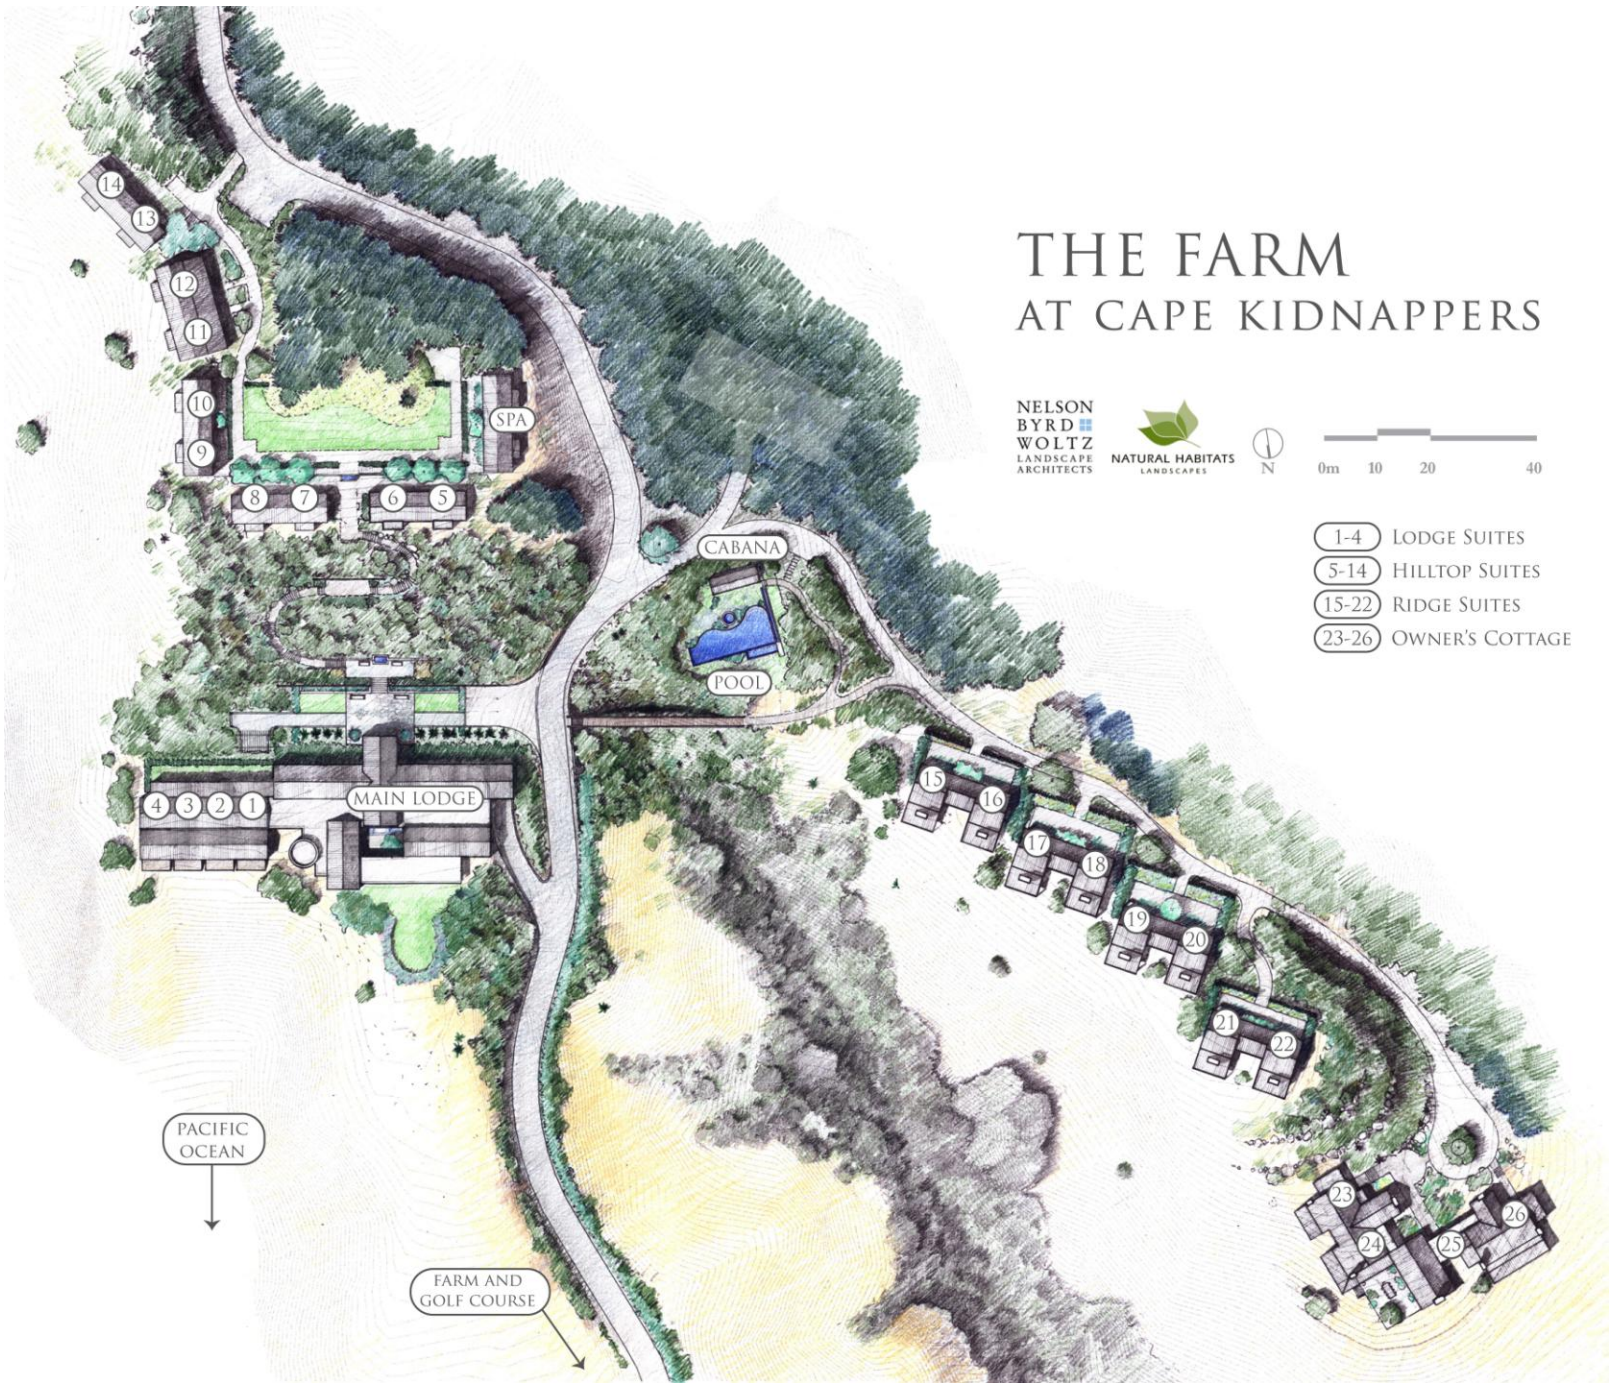 THE FARM
AT CAPE KIDNAPPERS
NELSON
BYRD
WOLTZ
LANDSCAPE
ARCHITECTS
NATURAL HABITATS
LANDSCAPES
N
0m 10 20 40
1-4 LODGE SUITES
5-14 HILLTOP SUITES
15-22 RIDGE SUITES
23-26 OWNER'S COTTAGE
14
13
12
11
10
9
SPA
8 7 6 5
CABANA
POOL
4 3 2 1
MAIN LODGE
15
16
17
18
19
20
21
22
23
24
25
26
PACIFIC
OCEAN
FARM AND
GOLF COURSE